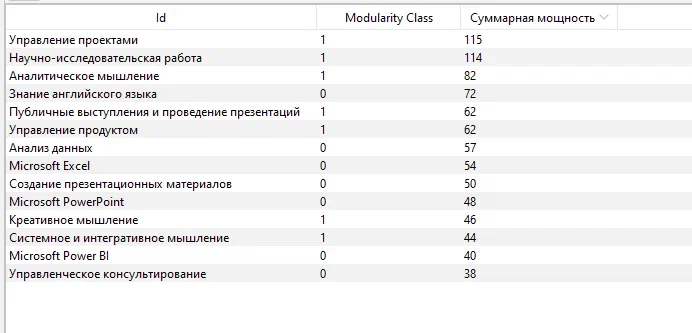 Id Modularity Class Суммарная мощность
Управление проектами 1 115
Научно-исследовательская работа 1 114
Аналитическое мышление 1 82
Знание английского языка 0 72
Публичные выступления и проведение презентаций 1 62
Управление продуктом 1 62
Анализ данных 0 57
Microsoft Excel 0 54
Создание презентационных материалов 0 50
Microsoft PowerPoint 0 48
Креативное мышление 1 46
Системное и интегративное мышление 1 44
Microsoft Power BI 0 40
Управленческое консультирование 0 38